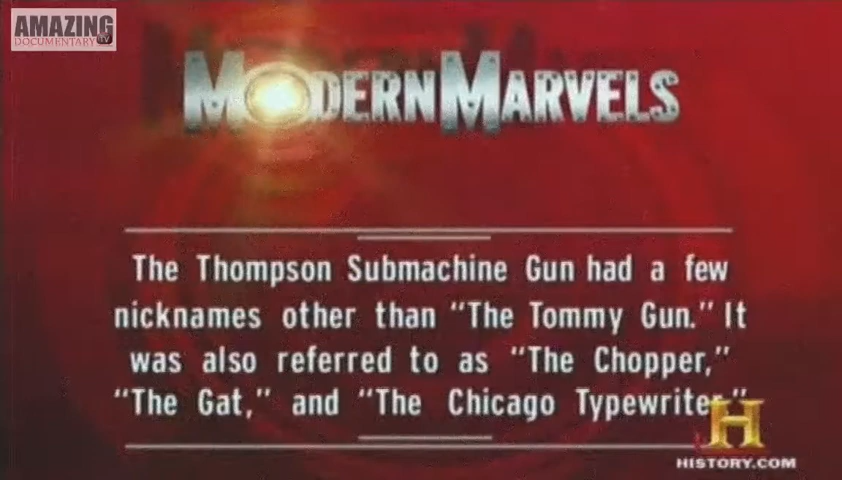 AMAZING
DOCUMENTARY TV
MODERN MARVELS
The Thompson Submachine Gun had a few
nicknames other than “The Tommy Gun.” It
was also referred to as “The Chopper,”
“The Gat,” and “The Chicago Typewriter.”
H
HISTORY.COM